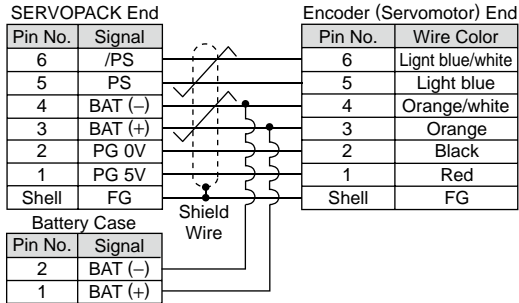 SERVOPACK End Encoder (Servomotor) End
Pin No. Signal Pin No. Wire Color
6 /PS 6 Lignt blue/white
5 PS 5 Light blue
4 BAT (−) 4 Orange/white
3 BAT (+) 3 Orange
2 PG 0V 2 Black
1 PG 5V 1 Red
Shell FG Shell FG
Shield
Wire
Battery Case
Pin No. Signal
2 BAT (−)
1 BAT (+)